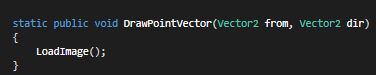 static public void DrawPointVector(Vector2 from, Vector2 dir)
{
    LoadImage();
}